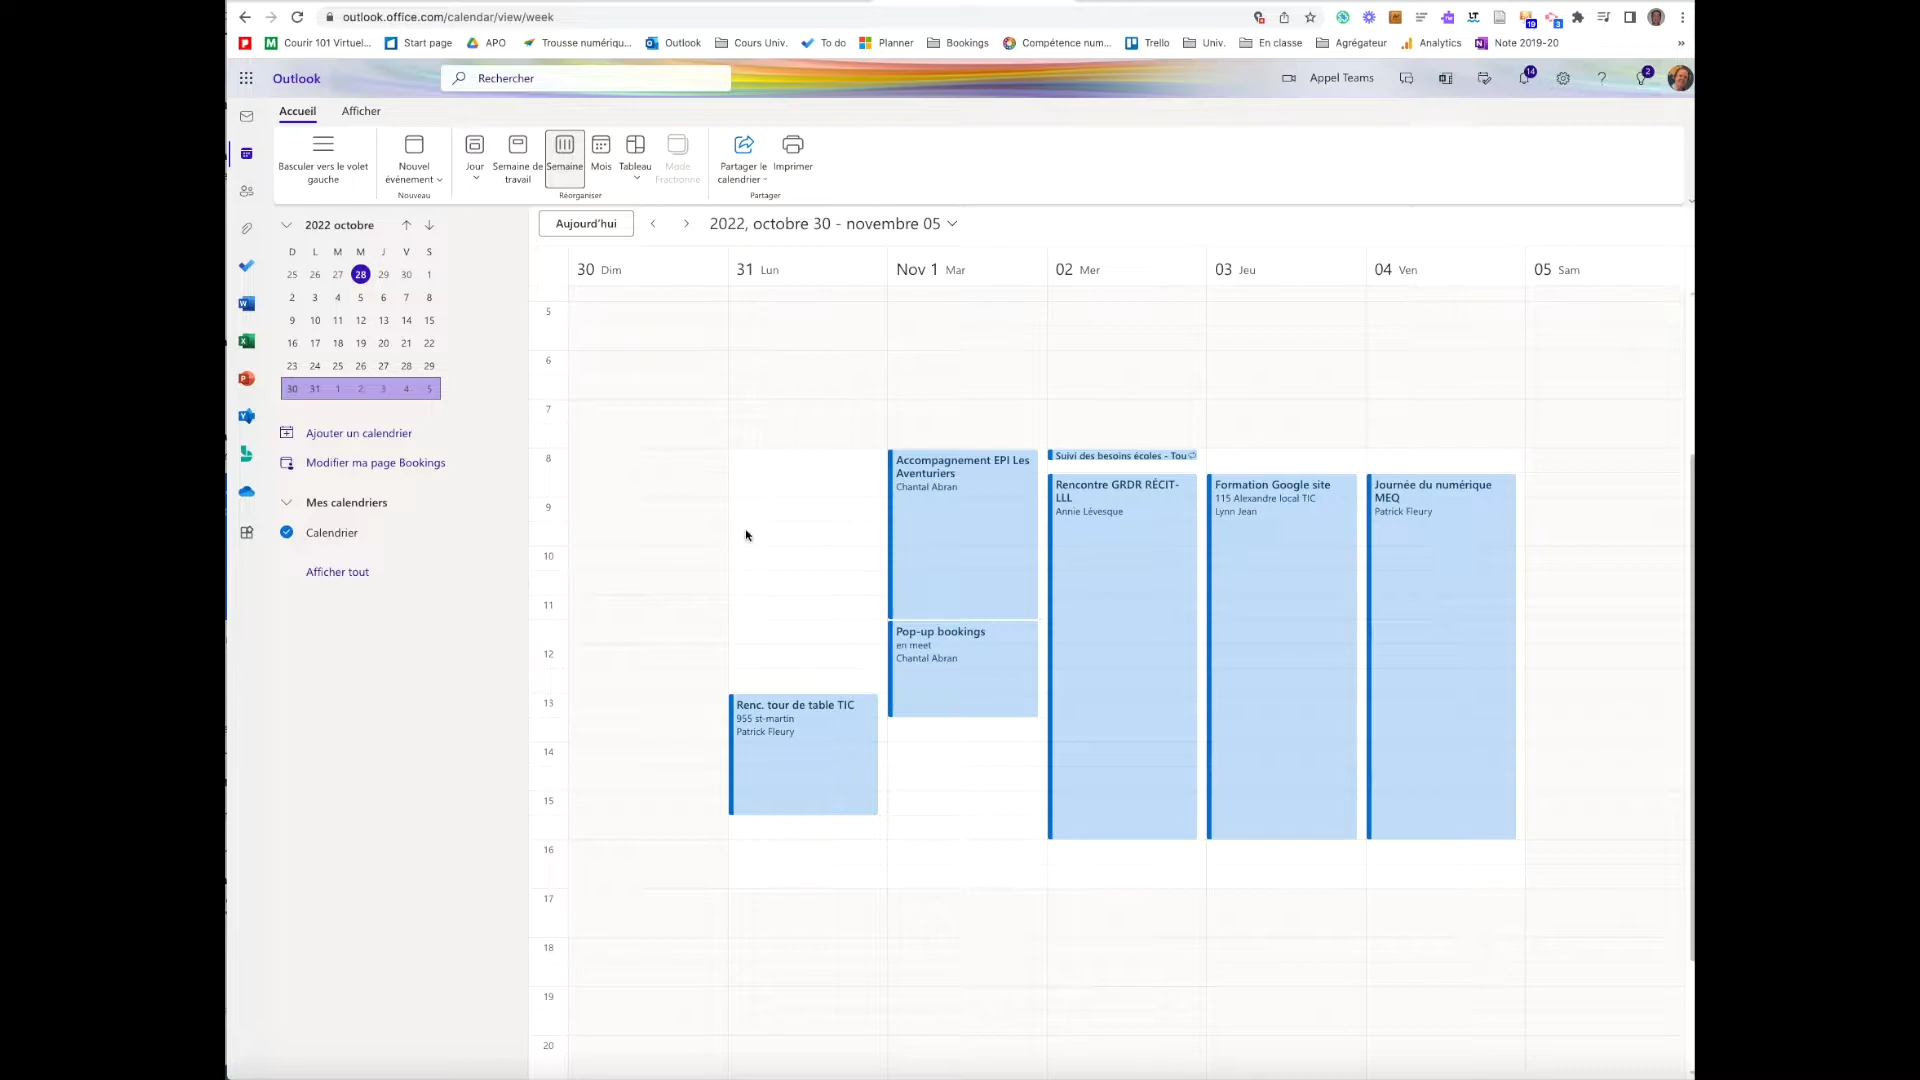 outlook.office.com/calendar/view/week
19
3
Courir 101 Virtuel... Start page APO Trousse numériqu... Outlook Cours Univ. To do Planner Bookings Compétence num... Trello Univ. En classe Agrégateur Analytics Note 2019-20 »
Outlook
Rechercher
Appel Teams
14
2
Accueil Afficher
Basculer vers le volet
gauche
Nouvel
événement
Nouveau
Jour
Semaine de
travail
Semaine
Mois
Tableau
Mode
Fractionné
Réorganiser
Partager le
calendrier
Imprimer
Partager
2022 octobre
D L M M J V S
25 26 27 28 29 30 1
2 3 4 5 6 7 8
9 10 11 12 13 14 15
16 17 18 19 20 21 22
23 24 25 26 27 28 29
30 31 1 2 3 4 5
Ajouter un calendrier
Modifier ma page Bookings
Mes calendriers
Calendrier
Afficher tout
Aujourd'hui
2022, octobre 30 - novembre 05
30 Dim
31 Lun
Nov 1 Mar
02 Mer
03 Jeu
04 Ven
05 Sam
5
6
7
8
9
10
11
12
13
14
15
16
17
18
19
20
Renc. tour de table TIC
955 st-martin
Patrick Fleury
Accompagnement EPI Les
Aventuriers
Chantal Abran
Pop-up bookings
en meet
Chantal Abran
Suivi des besoins écoles - Tou
Rencontre GRDR RÉCIT-
LLL
Annie Lévesque
Formation Google site
115 Alexandre local TIC
Lynn Jean
Journée du numérique
MEQ
Patrick Fleury